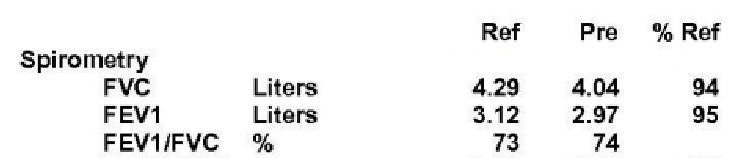 Ref Pre % Ref
Spirometry
FVC Liters 4.29 4.04 94
FEV1 Liters 3.12 2.97 95
FEV1/FVC % 73 74